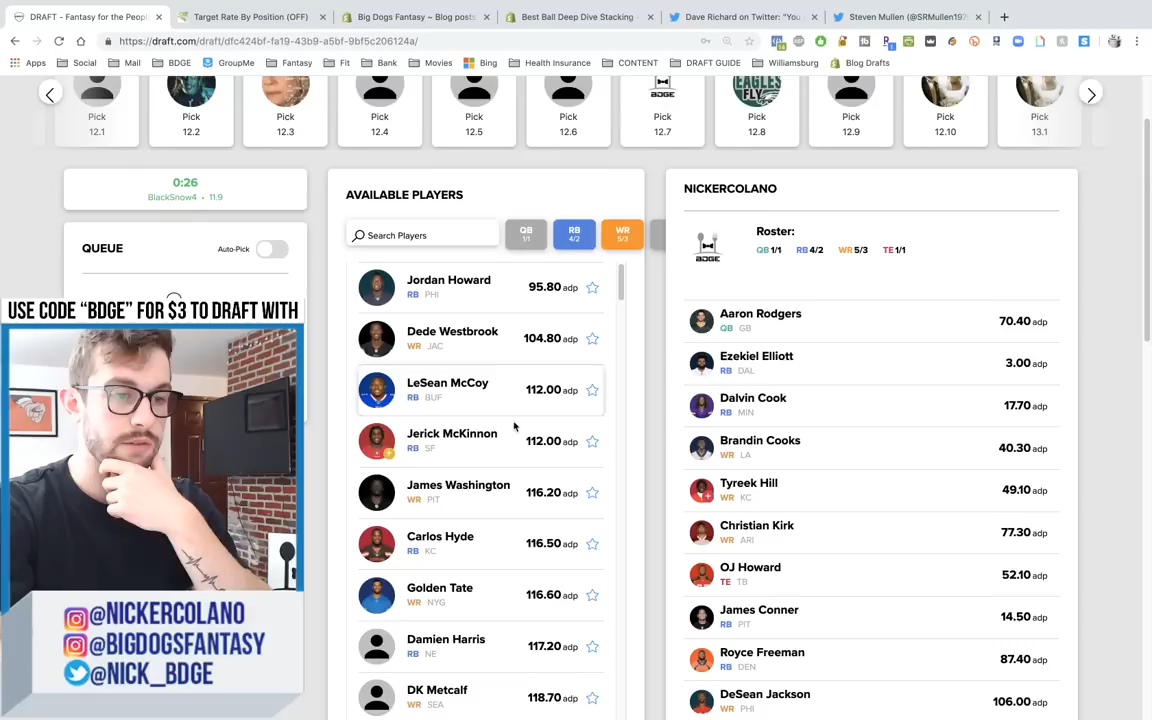 DRAFT - Fantasy for the Peopl
Target Rate By Position (OFF)
Big Dogs Fantasy ~ Blog posts
Best Ball Deep Dive Stacking -
Dave Richard on Twitter: "You
Steven Mullen (@SRMullen197
https://draft.com/draft/dfc424bf-fa19-43b9-a5bf-9bf5c206124a/
Apps Social Mail BDGE GroupMe Fantasy Fit Bank Movies Bing Health Insurance CONTENT DRAFT GUIDE Williamsburg Blog Drafts
BDGE
EAGLES
FLY
Pick
12.1
Pick
12.2
Pick
12.3
Pick
12.4
Pick
12.5
Pick
12.6
Pick
12.7
Pick
12.8
Pick
12.9
Pick
12.10
Pick
13.1
0:26
BlackSnow4 • 11.9
QUEUE
Auto-Pick
USE CODE "BDGE" FOR $3 TO DRAFT WITH
@NICKERCOLANO
@BIGDOGSFANTASY
@NICK_BDGE
AVAILABLE PLAYERS
Search Players
QB
1/1
RB
4/2
WR
5/3
Jordan Howard
RB PHI
95.80 adp
Dede Westbrook
WR JAC
104.80 adp
LeSean McCoy
RB BUF
112.00 adp
Jerick McKinnon
RB SF
112.00 adp
James Washington
WR PIT
116.20 adp
Carlos Hyde
RB KC
116.50 adp
Golden Tate
WR NYG
116.60 adp
Damien Harris
RB NE
117.20 adp
DK Metcalf
WR SEA
118.70 adp
NICKERCOLANO
BDGE
Roster:
QB 1/1 RB 4/2 WR 5/3 TE 1/1
Aaron Rodgers
QB GB
70.40 adp
Ezekiel Elliott
RB DAL
3.00 adp
Dalvin Cook
RB MIN
17.70 adp
Brandin Cooks
WR LA
40.30 adp
Tyreek Hill
WR KC
49.10 adp
Christian Kirk
WR ARI
77.30 adp
OJ Howard
TE TB
52.10 adp
James Conner
RB PIT
14.50 adp
Royce Freeman
RB DEN
87.40 adp
DeSean Jackson
WR PHI
106.00 adp